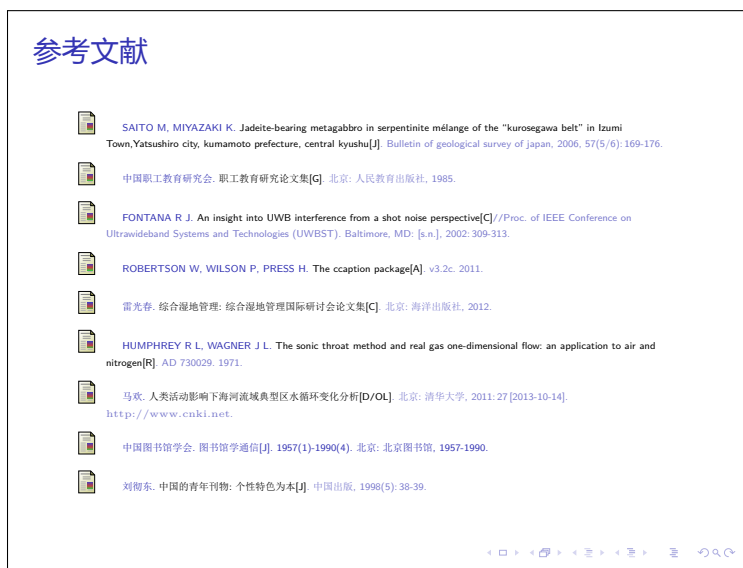 参考文献
SAITO M, MIYAZAKI K. Jadeite-bearing metagabbro in serpentinite mélange of the “kurosegawa belt” in Izumi
Town,Yatsushiro city, kumamoto prefecture, central kyushu[J]. Bulletin of geological survey of japan, 2006, 57(5/6): 169-176.
中国职工教育研究会. 职工教育研究论文集[G]. 北京: 人民教育出版社, 1985.
FONTANA R J. An insight into UWB interference from a shot noise perspective[C]//Proc. of IEEE Conference on
Ultrawideband Systems and Technologies (UWBST). Baltimore, MD: [s.n.], 2002: 309-313.
ROBERTSON W, WILSON P, PRESS H. The ccaption package[A]. v3.2c. 2011.
雷光春. 综合湿地管理: 综合湿地管理国际研讨会论文集[C]. 北京: 海洋出版社, 2012.
HUMPHREY R L, WAGNER J L. The sonic throat method and real gas one-dimensional flow: an application to air and
nitrogen[R]. AD 730029. 1971.
马欢. 人类活动影响下海河流域典型区水循环变化分析[D/OL]. 北京: 清华大学, 2011: 27 [2013-10-14].
http://www.cnki.net.
中国图书馆学会. 图书馆学通信[J]. 1957(1)-1990(4). 北京: 北京图书馆, 1957-1990.
刘彻东. 中国的青年刊物: 个性特色为本[J]. 中国出版, 1998(5): 38-39.